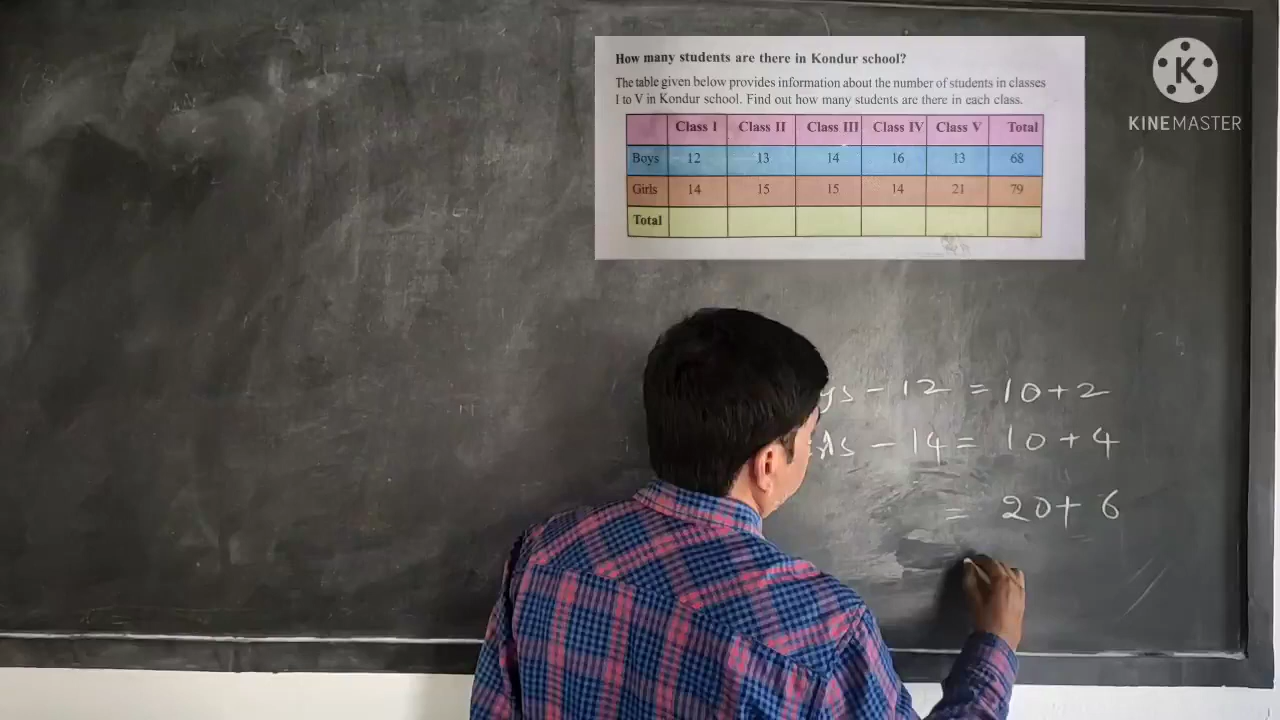 How many students are there in Kondur school?
The table given below provides information about the number of students in classes
I to V in Kondur school. Find out how many students are there in each class.
Class I Class II Class III Class IV Class V Total
Boys 12 13 14 16 13 68
Girls 14 15 15 14 21 79
Total
K
KINEMASTER
ys - 12 = 10 + 2
ls - 14 = 10 + 4
= 20 + 6